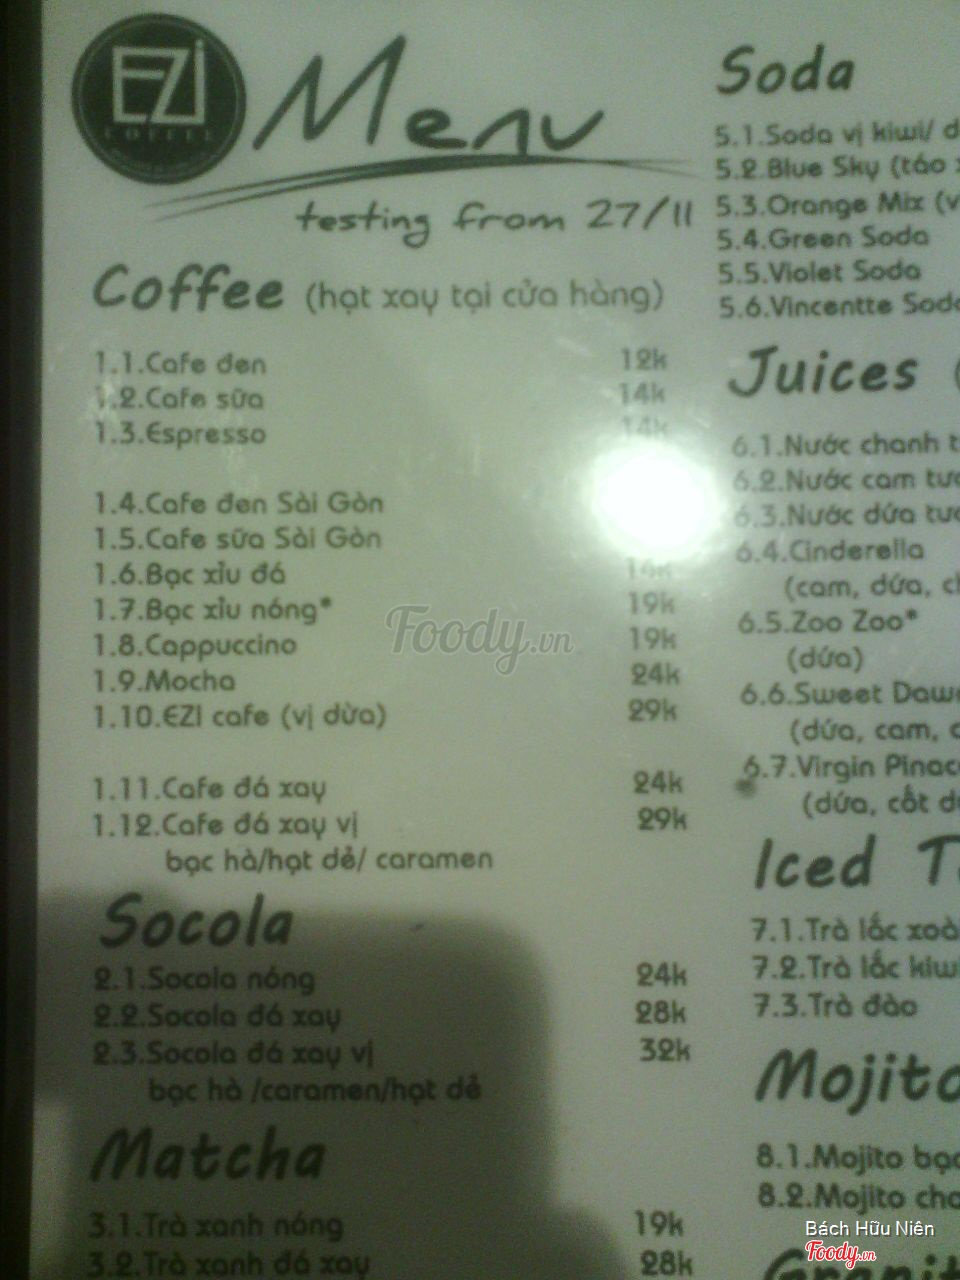 EZI
COFFEE
Menu
testing from 27/11
Coffee (hạt xay tại cửa hàng)
1.1.Cafe đen 12k
1.2.Cafe sữa 14k
1.3.Espresso 14k
1.4.Cafe đen Sài Gòn
1.5.Cafe sữa Sài Gòn
1.6.Bạc xỉu đá
1.7.Bạc xỉu nóng* 19k
1.8.Cappuccino 19k
1.9.Mocha 24k
1.10.EZI cafe (vị dừa) 29k
1.11.Cafe đá xay 24k
1.12.Cafe đá xay vị 29k
bạc hà/hạt dẻ/ caramen
Socola
2.1.Socola nóng 24k
2.2.Socola đá xay 28k
2.3.Socola đá xay vị 32k
bạc hà /caramen/hạt dẻ
Matcha
3.1.Trà xanh nóng 19k
3.2.Trà xanh đá xay 28k
Soda
5.1.Soda vị kiwi/
5.2.Blue Sky (táo
5.3.Orange Mix
5.4.Green Soda
5.5.Violet Soda
5.6.Vincentte Soda
Juices (
6.1.Nước chanh
6.2.Nước cam
6.3.Nước dứa
6.4.Cinderella
(cam, dứa,
6.5.Zoo Zoo*
(dứa)
6.6.Sweet
(dứa, cam,
6.7.Virgin
(dứa, cốt
Iced
7.1.Trà lắc xoài
7.2.Trà lắc kiwi
7.3.Trà đào
Mojito
8.1.Mojito
8.2.Mojito
Foody.vn
Bách Hữu Niên
Foody.vn